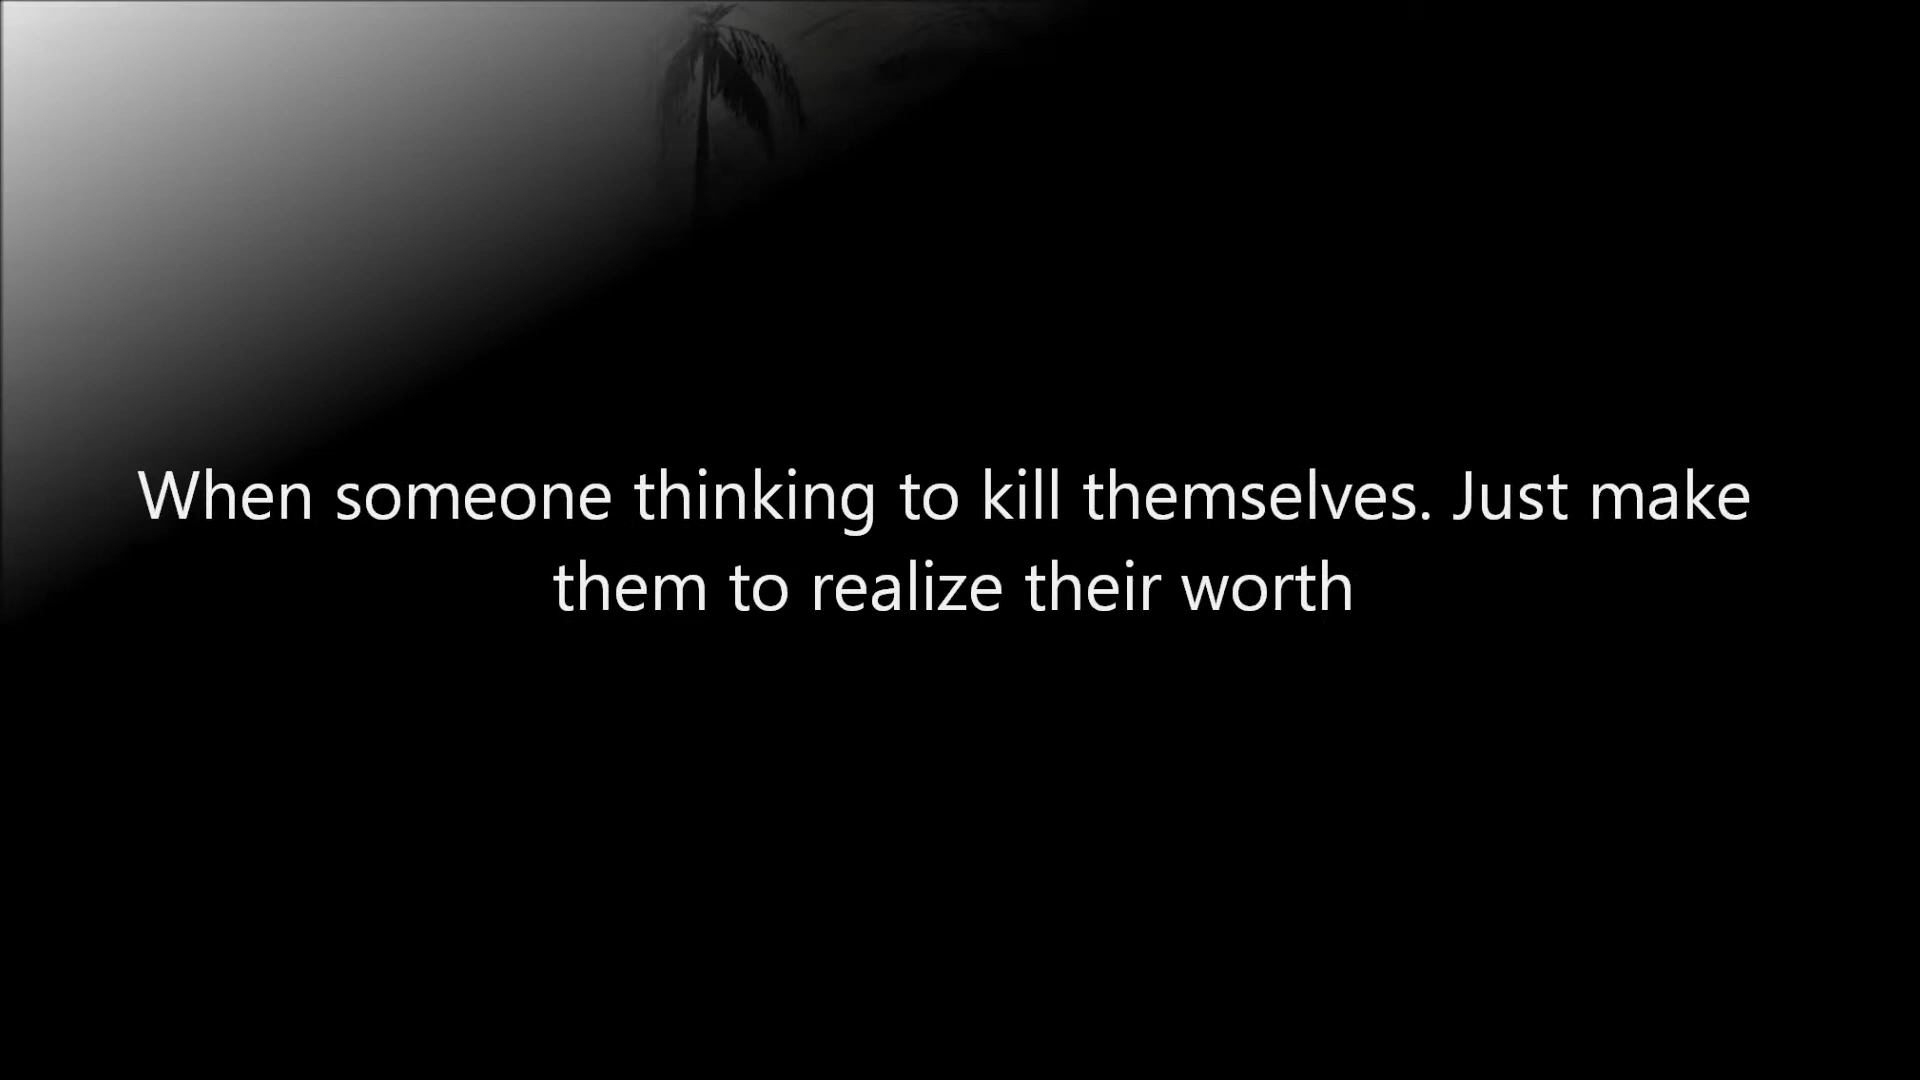 When someone thinking to kill themselves. Just make
them to realize their worth